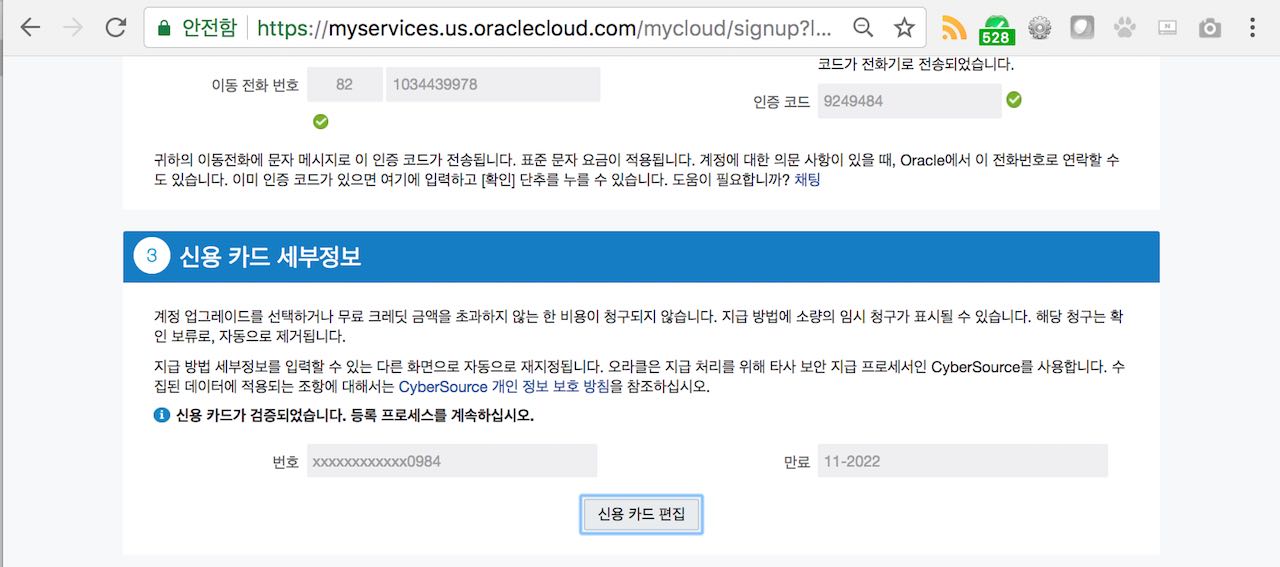 안전함 https://myservices.us.oraclecloud.com/mycloud/signup?l...
528
코드가 전화기로 전송되었습니다.
이동 전화 번호 82 1034439978
인증 코드 9249484
귀하의 이동전화에 문자 메시지로 이 인증 코드가 전송됩니다. 표준 문자 요금이 적용됩니다. 계정에 대한 의문 사항이 있을 때, Oracle에서 이 전화번호로 연락할 수
도 있습니다. 이미 인증 코드가 있으면 여기에 입력하고 [확인] 단추를 누를 수 있습니다. 도움이 필요합니까? 채팅
3 신용 카드 세부정보
계정 업그레이드를 선택하거나 무료 크레딧 금액을 초과하지 않는 한 비용이 청구되지 않습니다. 지급 방법에 소량의 임시 청구가 표시될 수 있습니다. 해당 청구는 확
인 보류로, 자동으로 제거됩니다.
지급 방법 세부정보를 입력할 수 있는 다른 화면으로 자동으로 재지정됩니다. 오라클은 지급 처리를 위해 타사 보안 지급 프로세서인 CyberSource를 사용합니다. 수
집된 데이터에 적용되는 조항에 대해서는 CyberSource 개인 정보 보호 방침을 참조하십시오.
신용 카드가 검증되었습니다. 등록 프로세스를 계속하십시오.
번호 xxxxxxxxxxxx0984
만료 11-2022
신용 카드 편집